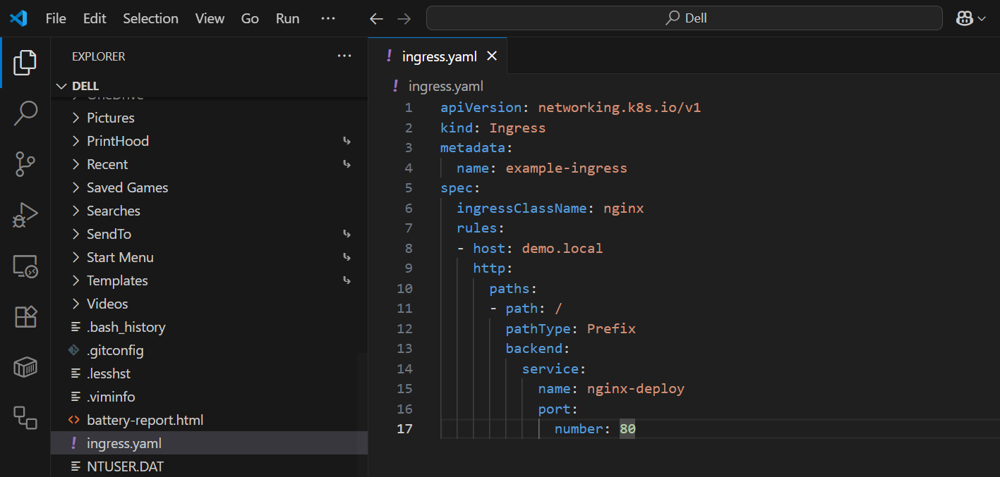 File Edit Selection View Go Run ···
Dell
EXPLORER ···
DELL
OneDrive
Pictures
PrintHood
Recent
Saved Games
Searches
SendTo
Start Menu
Templates
Videos
.bash_history
.gitconfig
.lesshst
.viminfo
battery-report.html
ingress.yaml
NTUSER.DAT
! ingress.yaml
! ingress.yaml
1 apiVersion: networking.k8s.io/v1
2 kind: Ingress
3 metadata:
4   name: example-ingress
5 spec:
6   ingressClassName: nginx
7   rules:
8   - host: demo.local
9     http:
10       paths:
11       - path: /
12         pathType: Prefix
13         backend:
14           service:
15             name: nginx-deploy
16             port:
17               number: 80